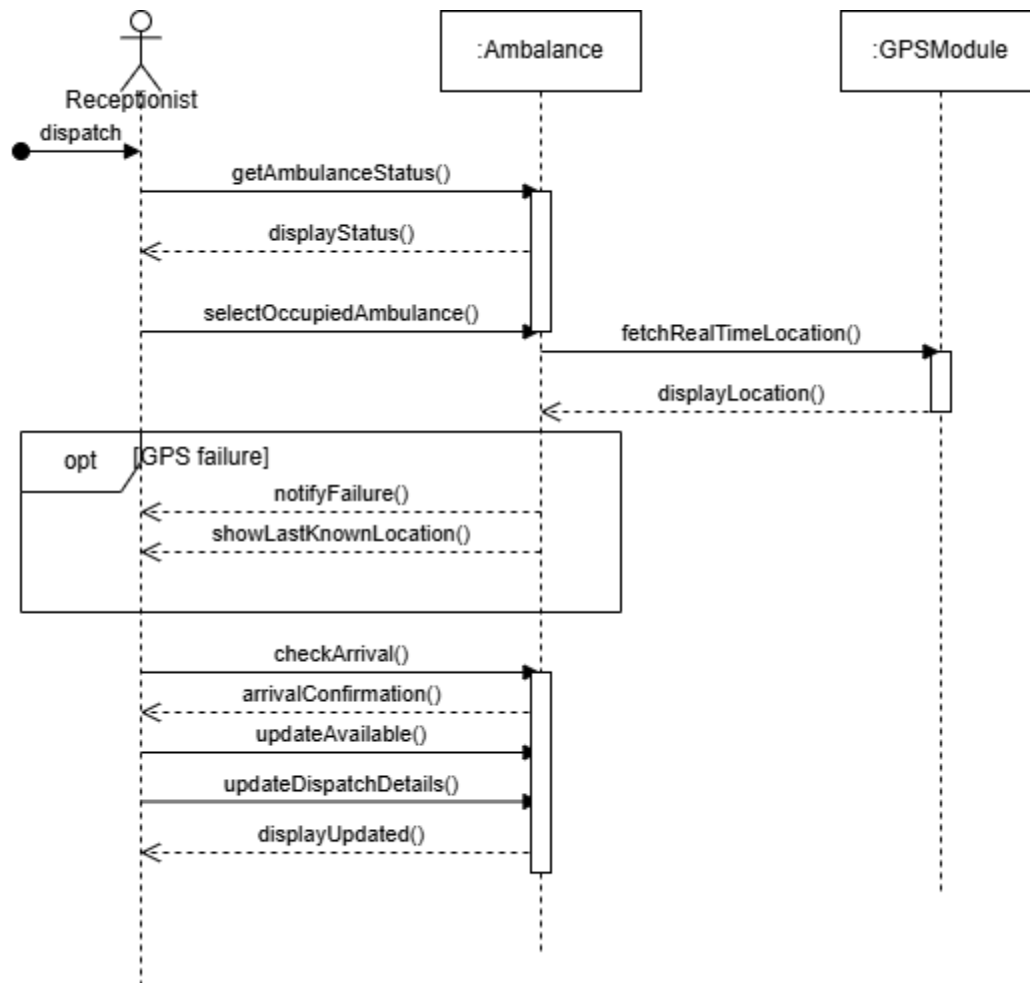 :Ambalance
:GPSModule
Receptionist
dispatch
getAmbulanceStatus()
displayStatus()
selectOccupiedAmbulance()
fetchRealTimeLocation()
displayLocation()
opt
[GPS failure]
notifyFailure()
showLastKnownLocation()
checkArrival()
arrivalConfirmation()
updateAvailable()
updateDispatchDetails()
displayUpdated()